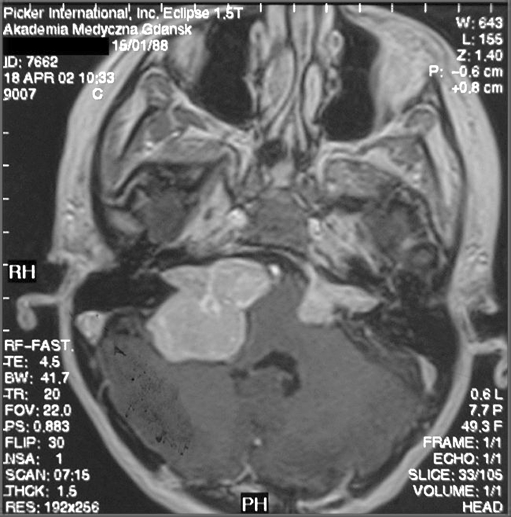 Picker International, Inc. Eclipse 1.5T
Akademia Medyczna Gdansk
16/01/88
ID: 7662
18 APR 02 10:33
9007 C
W: 643
L: 155
Z: 1.40
P: -0.6 cm
+0.8 cm
RH
RF-FAST.
TE: 4.5
BW: 41.7
TR: 20
FOV: 22.0
PS: 0.883
FLIP: 30
NSA: 1
SCAN: 07:15
THCK: 1.5
RES: 192x256
PH
0.6 L
7.7 P
49.3 F
FRAME: 1/1
ECHO: 1/1
SLICE: 33/105
VOLUME: 1/1
HEAD